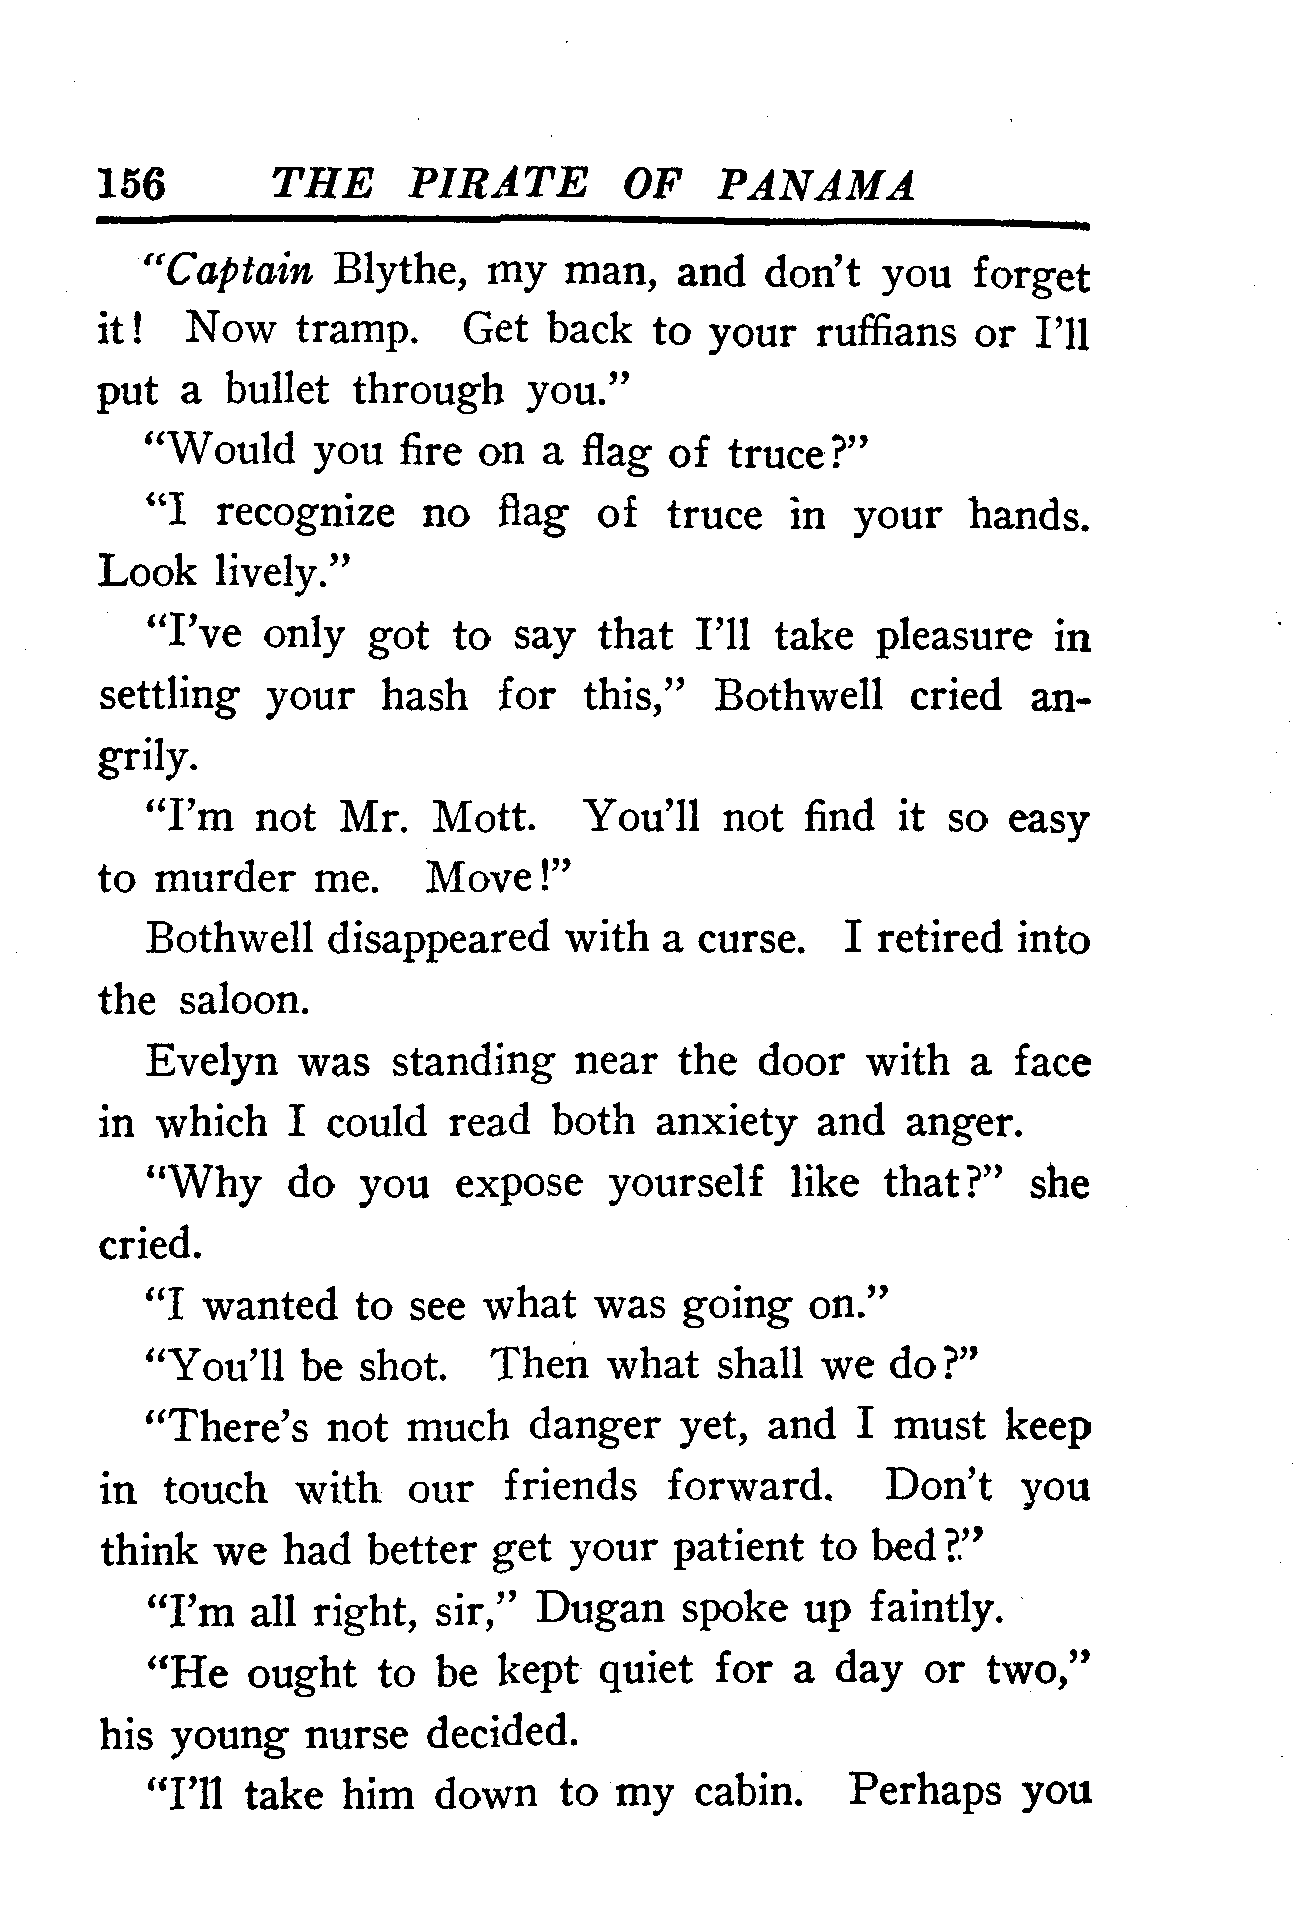 156 THE PIRATE OF PANAMA
“Captain Blythe, my man, and don’t you forget
it! Now tramp. Get back to your ruffians or I’ll
put a bullet through you.”
“Would you fire on a flag of truce?”
“I recognize no flag of truce in your hands.
Look lively.”
“I’ve only got to say that I’ll take pleasure in
settling your hash for this,” Bothwell cried an-
grily.
“I’m not Mr. Mott. You’ll not find it so easy
to murder me. Move!”
Bothwell disappeared with a curse. I retired into
the saloon.
Evelyn was standing near the door with a face
in which I could read both anxiety and anger.
“Why do you expose yourself like that?” she
cried.
“I wanted to see what was going on.”
“You’ll be shot. Then what shall we do?”
“There’s not much danger yet, and I must keep
in touch with our friends forward. Don’t you
think we had better get your patient to bed?”
“I’m all right, sir,” Dugan spoke up faintly.
“He ought to be kept quiet for a day or two,”
his young nurse decided.
“I’ll take him down to my cabin. Perhaps you